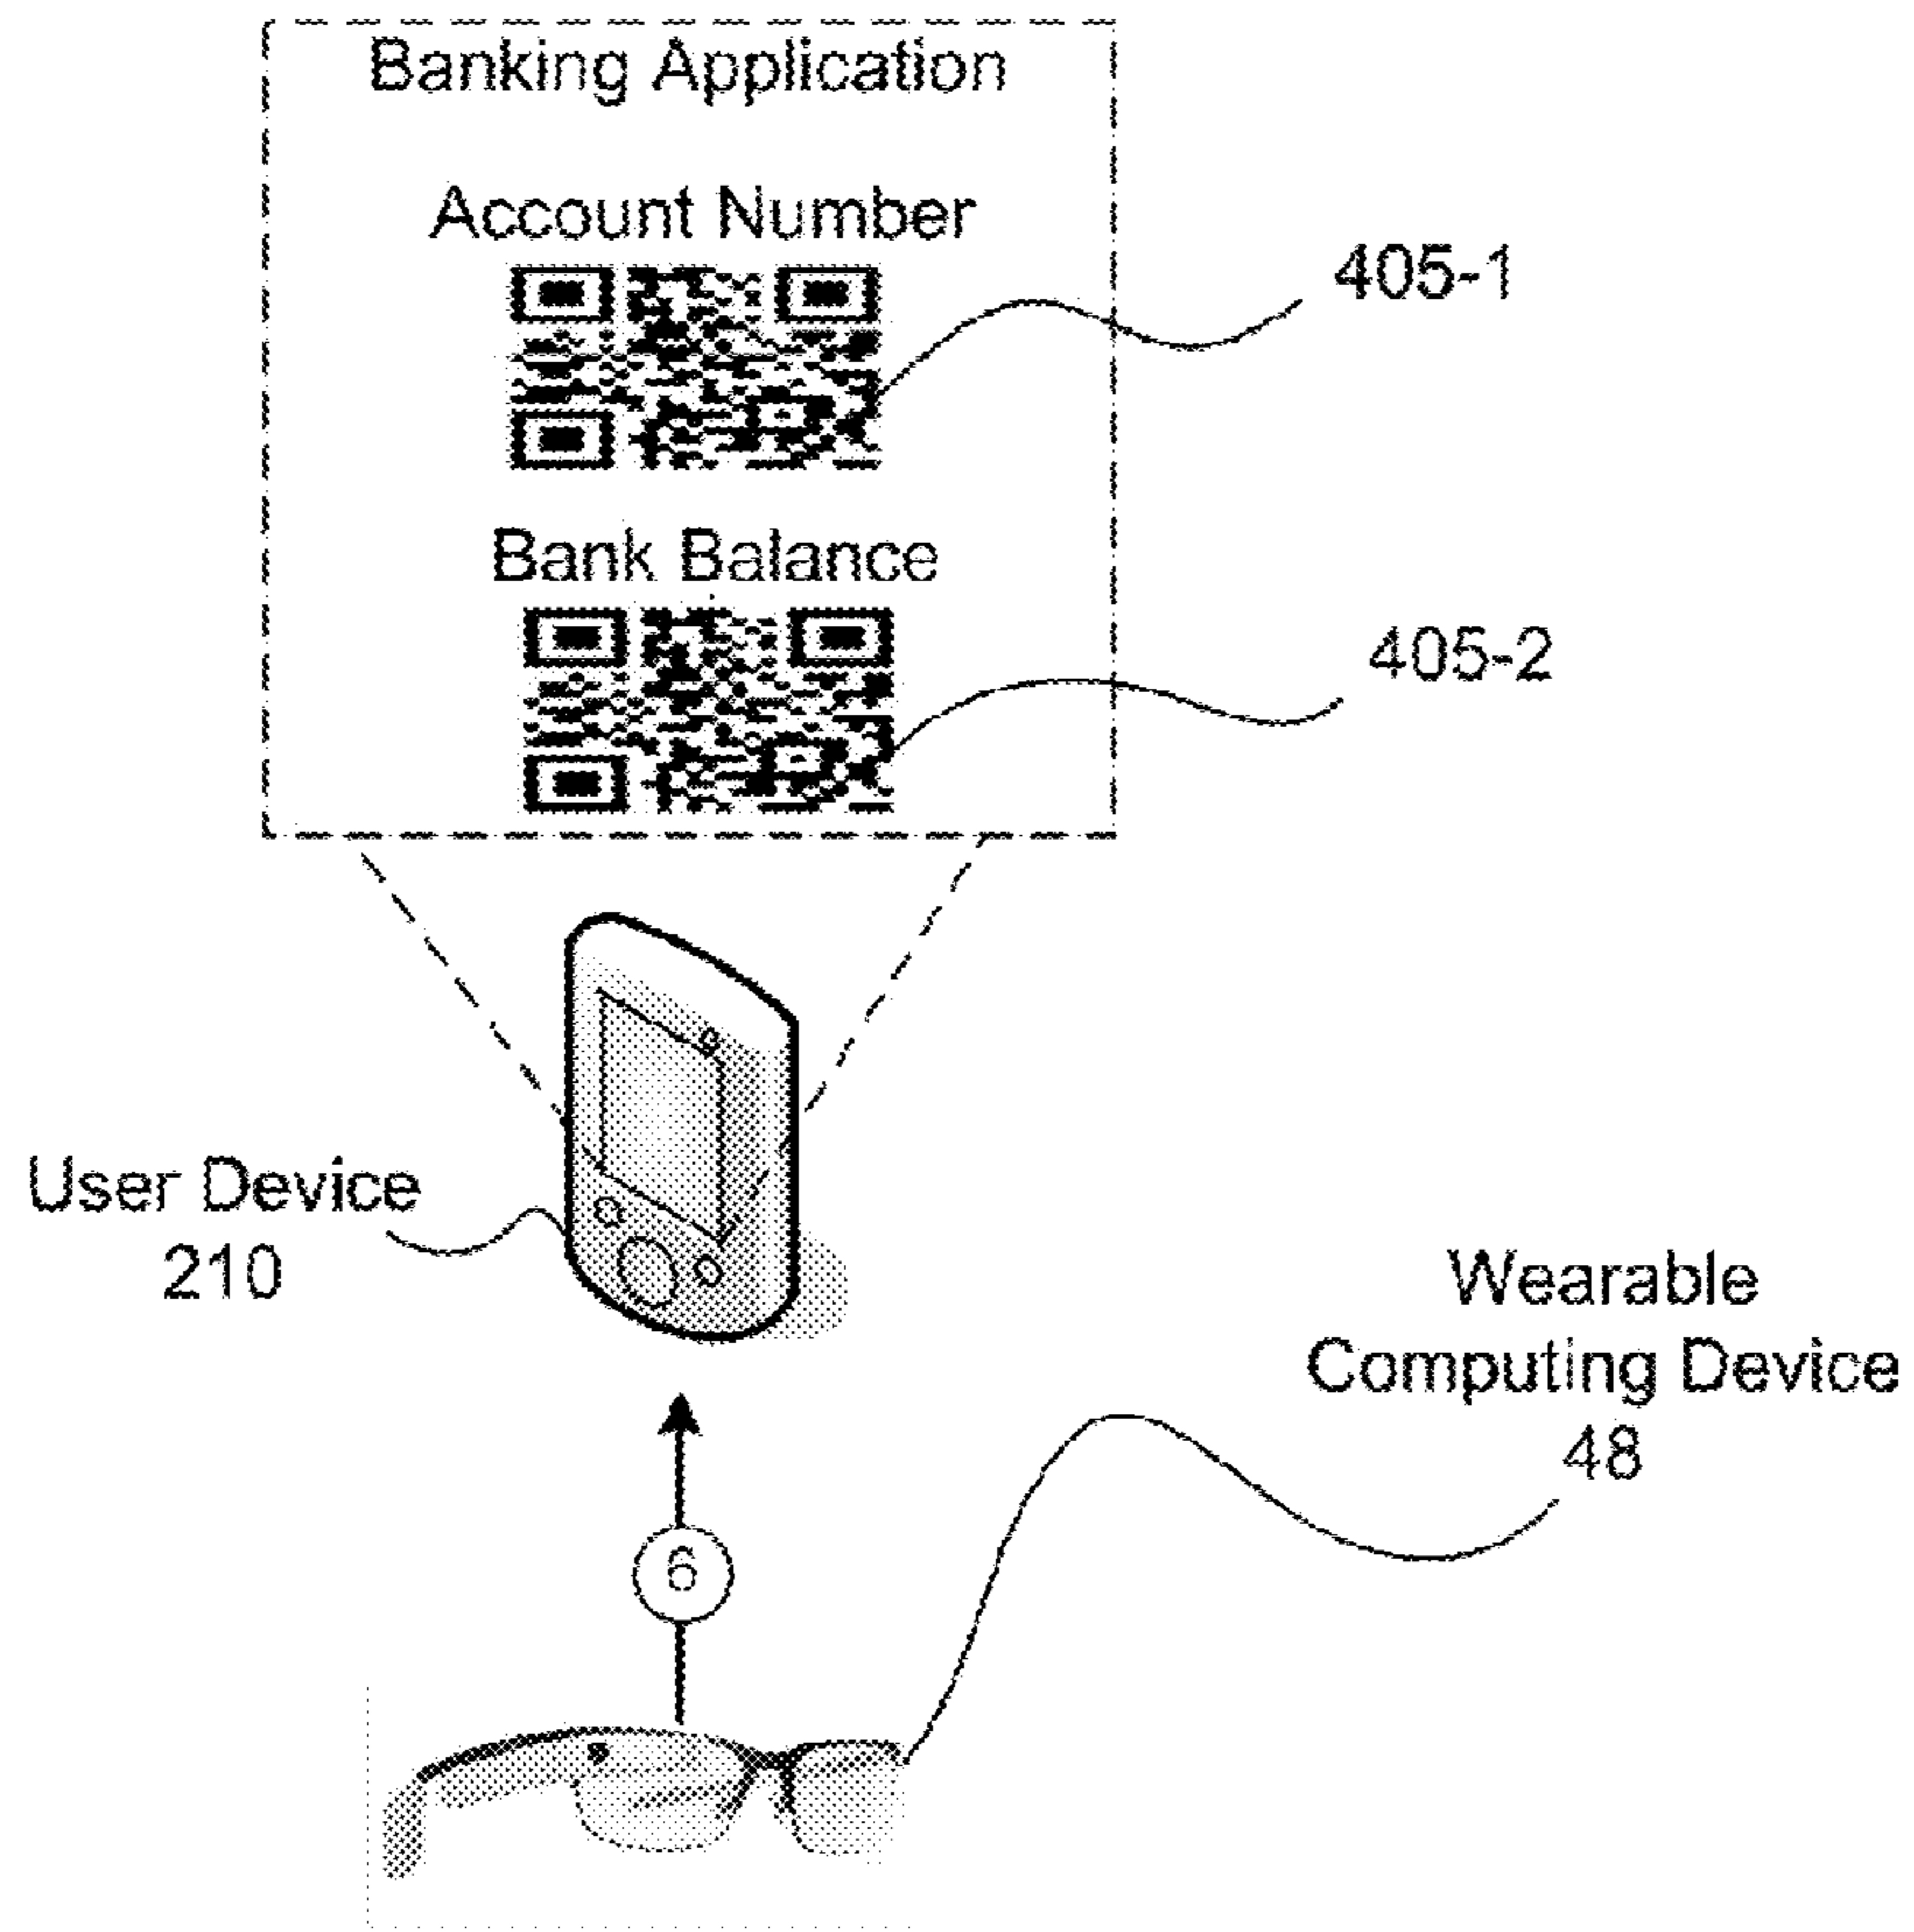 Banking Application
Account Number
405-1
Bank Balance
405-2
User Device
210
Wearable
Computing Device
48
6